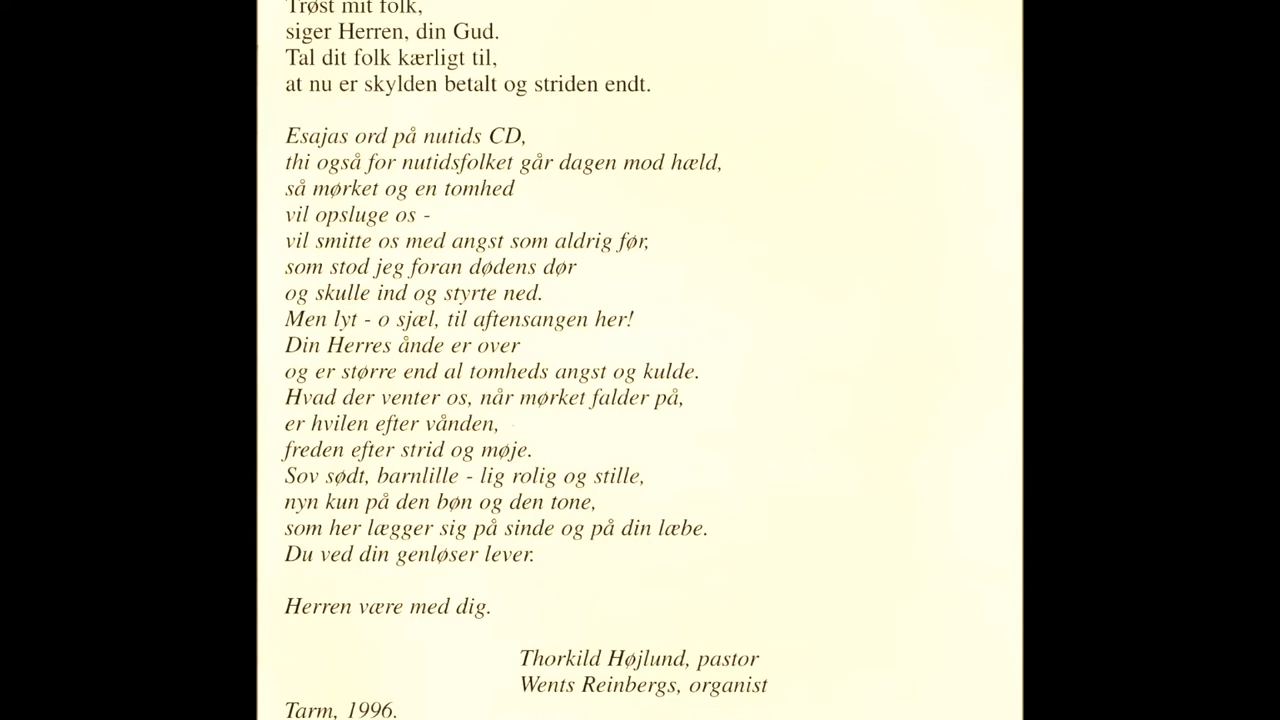 Trøst mit folk,
siger Herren, din Gud.
Tal dit folk kærligt til,
at nu er skylden betalt og striden endt.
Esajas ord på nutids CD,
thi også for nutidsfolket går dagen mod hæld,
så mørket og en tomhed
vil opsluge os -
vil smitte os med angst som aldrig før,
som stod jeg foran dødens dør
og skulle ind og styrte ned.
Men lyt - o sjæl, til aftensangen her!
Din Herres ånde er over
og er større end al tomheds angst og kulde.
Hvad der venter os, når mørket falder på,
er hvilen efter vånden,
freden efter strid og møje.
Sov sødt, barnlille - lig rolig og stille,
nyn kun på den bøn og den tone,
som her lægger sig på sinde og på din læbe.
Du ved din genløser lever.
Herren være med dig.
Thorkild Højlund, pastor
Wents Reinbergs, organist
Tarm, 1996.